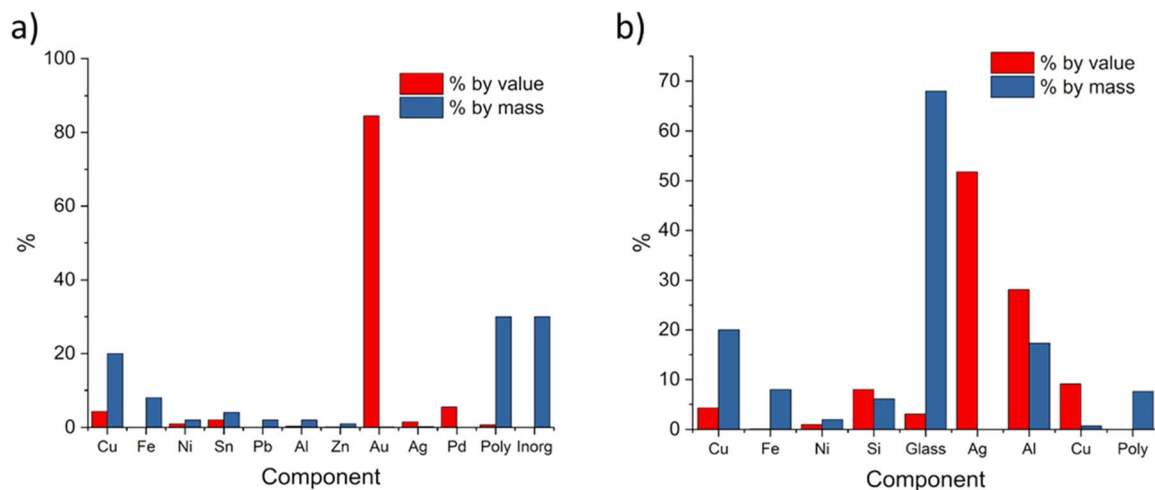 a)
100
80
60
40
20
0
%
% by value
% by mass
Cu Fe Ni Sn Pb Al Zn Au Ag Pd Poly Inorg
Component
b)
70
60
50
40
30
20
10
0
%
% by value
% by mass
Cu Fe Ni Si Glass Ag Al Cu Poly
Component